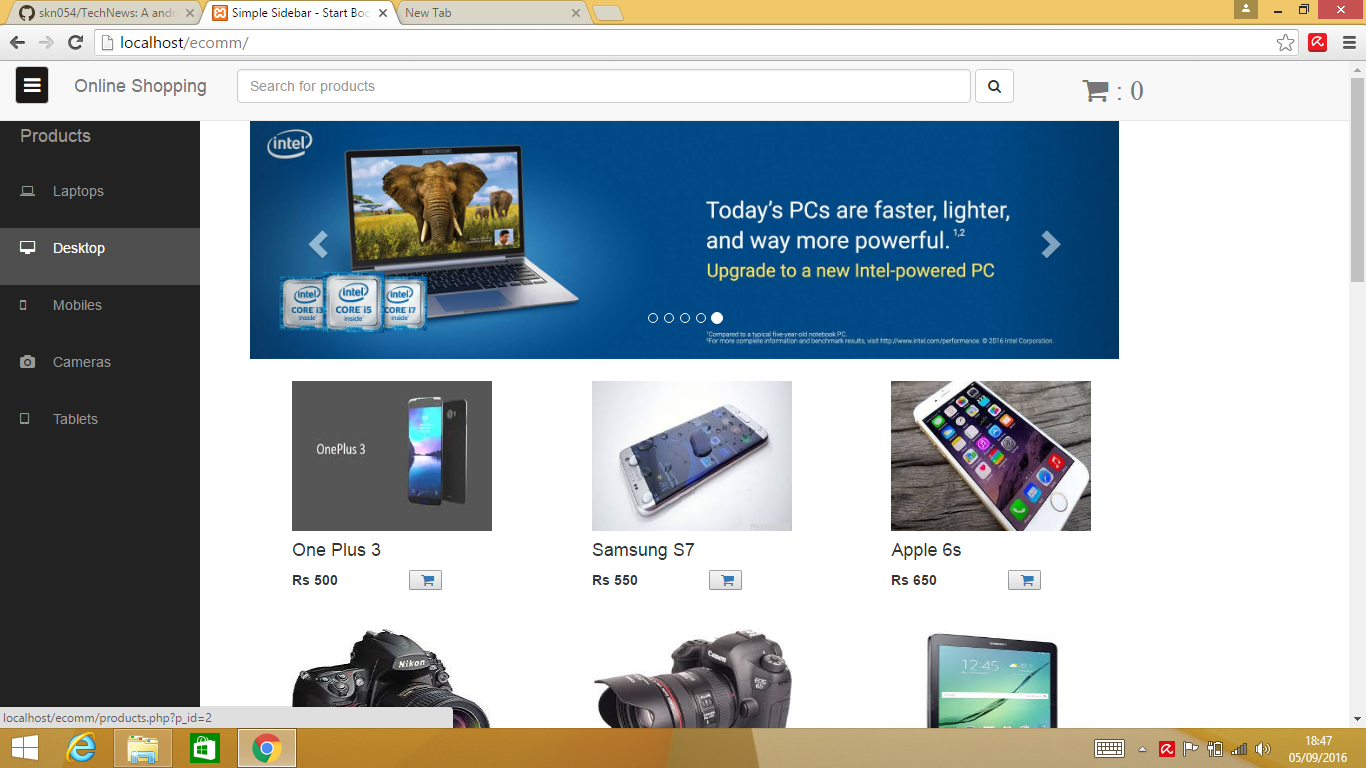 skn054/TechNews: A andr
Simple Sidebar - Start Boo
New Tab
localhost/ecomm/
Online Shopping
Search for products
: 0
Products
Laptops
Desktop
Mobiles
Cameras
Tablets
intel
Today's PCs are faster, lighter,
and way more powerful. 1,2
Upgrade to a new Intel-powered PC
intel intel intel
CORE i3 CORE i5 CORE i7
inside inside inside
1Compared to a typical five-year-old notebook PC.
2For more complete information and benchmark results, visit http://www.intel.com/performance. © 2016 Intel Corporation.
OnePlus 3
One Plus 3
Rs 500
Samsung S7
Rs 550
Apple 6s
Rs 650
Nikon
Canon
EOS
6D
SAMSUNG
12:45
localhost/ecomm/products.php?p_id=2
18:47
05/09/2016